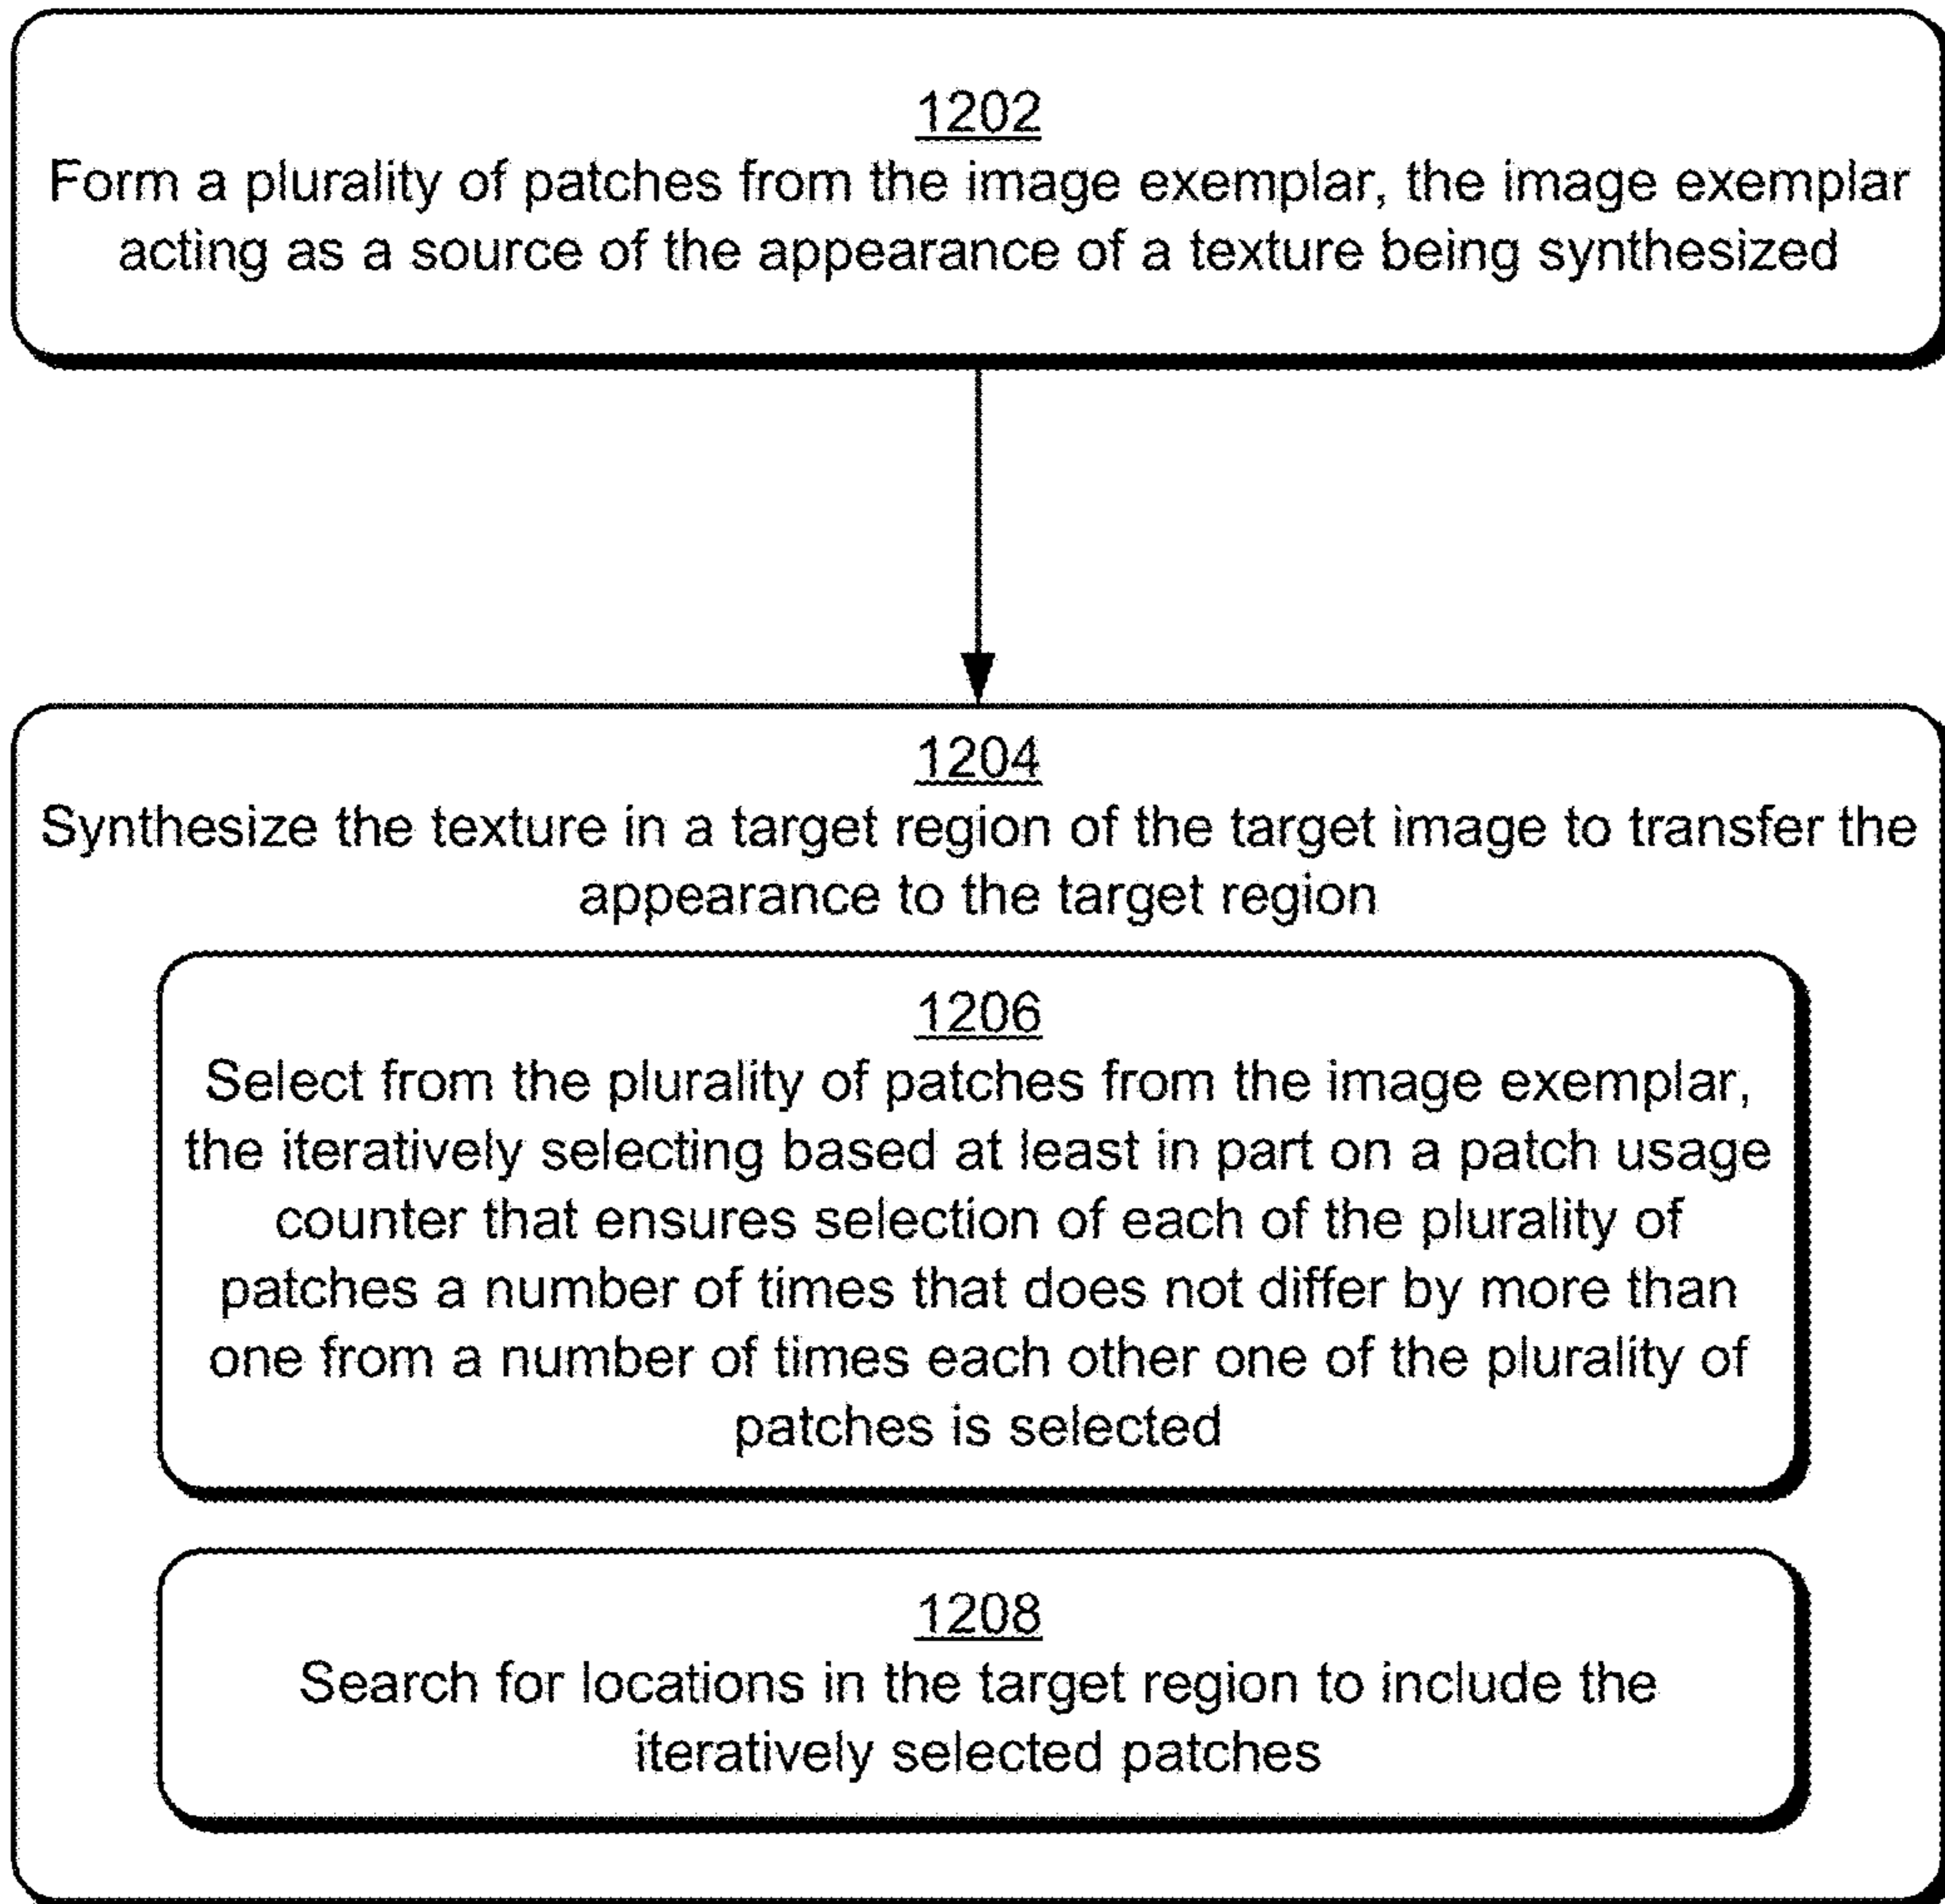 1202
Form a plurality of patches from the image exemplar, the image exemplar
acting as a source of the appearance of a texture being synthesized
1204
Synthesize the texture in a target region of the target image to transfer the
appearance to the target region
1206
Select from the plurality of patches from the image exemplar,
the iteratively selecting based at least in part on a patch usage
counter that ensures selection of each of the plurality of
patches a number of times that does not differ by more than
one from a number of times each other one of the plurality of
patches is selected
1208
Search for locations in the target region to include the
iteratively selected patches